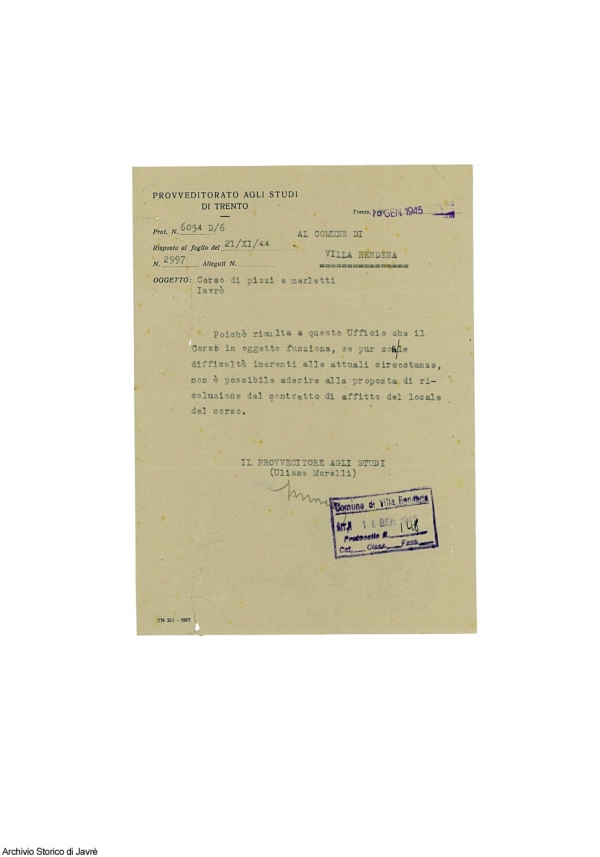 PROVVEDITORATO AGLI STUDI
DI TRENTO
Trento, 10 GEN. 1945
Prot. N. 6054 D/6
Risposta al foglio del 21/XI/44
N. 2997 Allegati N.
AL COMUNE DI
VILLA RENDENA
OGGETTO: Corso di pizzi e merletti
Iavrè
Poichè risulta a questo Ufficio che il
Corso in oggetto funziona, se pur con le
difficoltà inerenti alle attuali circostanze,
non è possibile aderire alla proposta di ri-
soluzione del contratto di affitto del locale
del corso.
IL PROVVEDITORE AGLI STUDI
(Uliano Morelli)
Comune di Villa Rendena
Protocollo N. 148
Cat. Class. Fasc.
Archivio Storico di Javrè